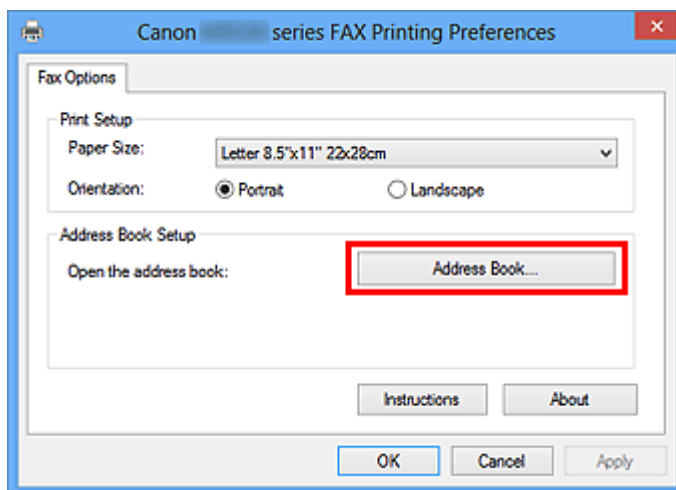 Canon series FAX Printing Preferences
Fax Options
Print Setup
Paper Size: Letter 8.5"x11" 22x28cm
Orientation: Portrait Landscape
Address Book Setup
Open the address book: Address Book...
Instructions About
OK Cancel Apply